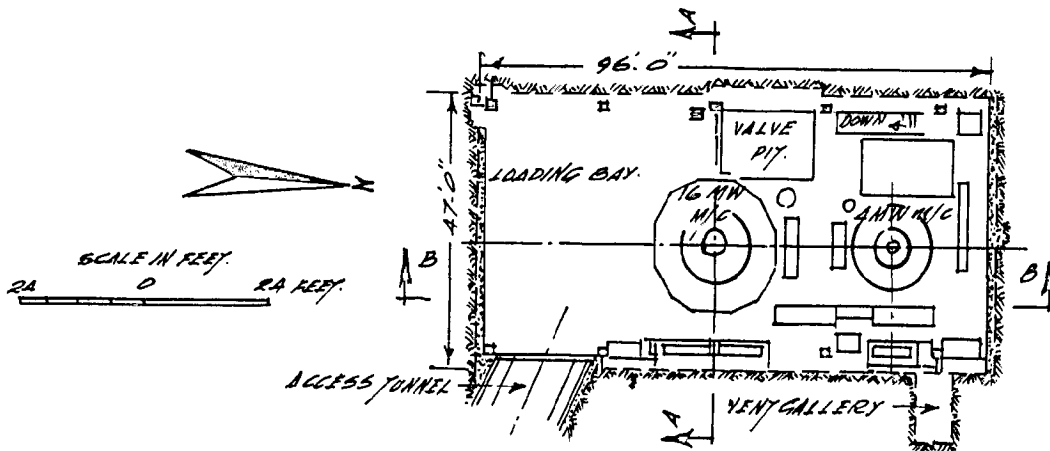 A
96'.0"
47'.0"
VALVE
PIT.
DOWN
LOADING BAY.
16 MW
M/C
4 MW M/C
N
SCALE IN FEET.
24 0 24 FEET.
B
B
ACCESS TUNNEL
VENT GALLERY
A